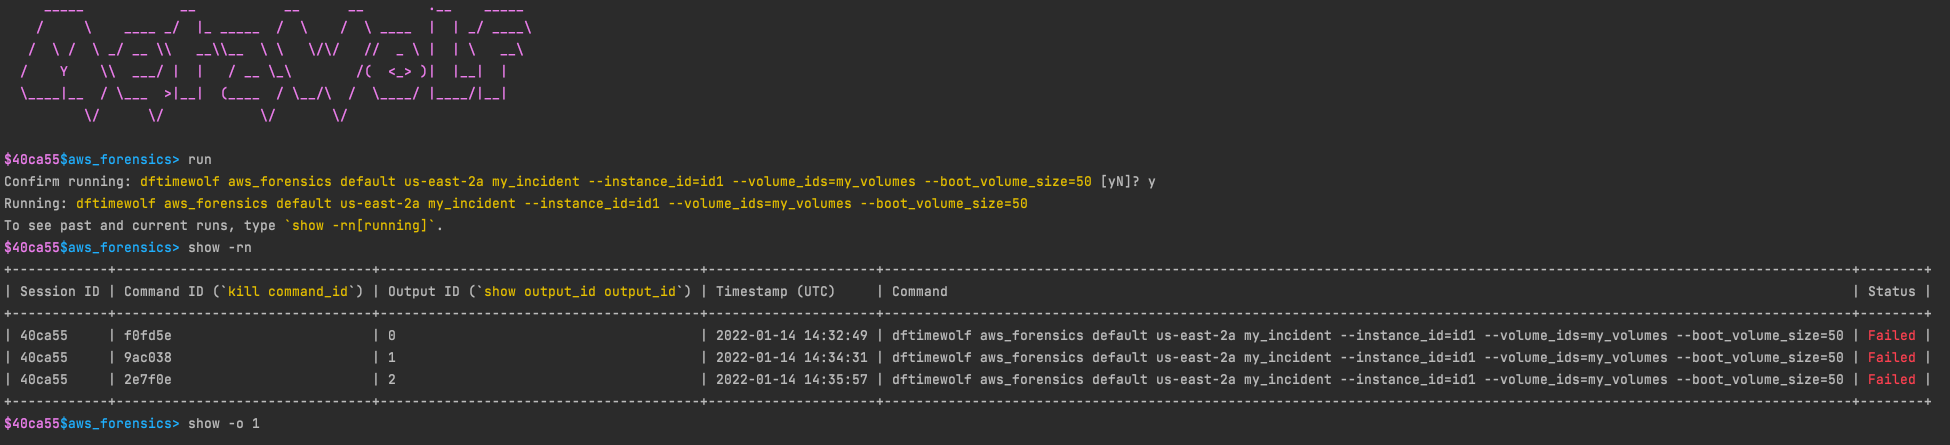 MetaWolf
$40ca55$aws_forensics> run
Confirm running: dftimewolf aws_forensics default us-east-2a my_incident --instance_id=id1 --volume_ids=my_volumes --boot_volume_size=50 [yN]? y
Running: dftimewolf aws_forensics default us-east-2a my_incident --instance_id=id1 --volume_ids=my_volumes --boot_volume_size=50
To see past and current runs, type `show -rn[running]`.
$40ca55$aws_forensics> show -rn
| Session ID | Command ID (`kill command_id`) | Output ID (`show output_id output_id`) | Timestamp (UTC) | Command | Status |
| 40ca55 | f0fd5e | 0 | 2022-01-14 14:32:49 | dftimewolf aws_forensics default us-east-2a my_incident --instance_id=id1 --volume_ids=my_volumes --boot_volume_size=50 | Failed |
| 40ca55 | 9ac038 | 1 | 2022-01-14 14:34:31 | dftimewolf aws_forensics default us-east-2a my_incident --instance_id=id1 --volume_ids=my_volumes --boot_volume_size=50 | Failed |
| 40ca55 | 2e7f0e | 2 | 2022-01-14 14:35:57 | dftimewolf aws_forensics default us-east-2a my_incident --instance_id=id1 --volume_ids=my_volumes --boot_volume_size=50 | Failed |
$40ca55$aws_forensics> show -o 1